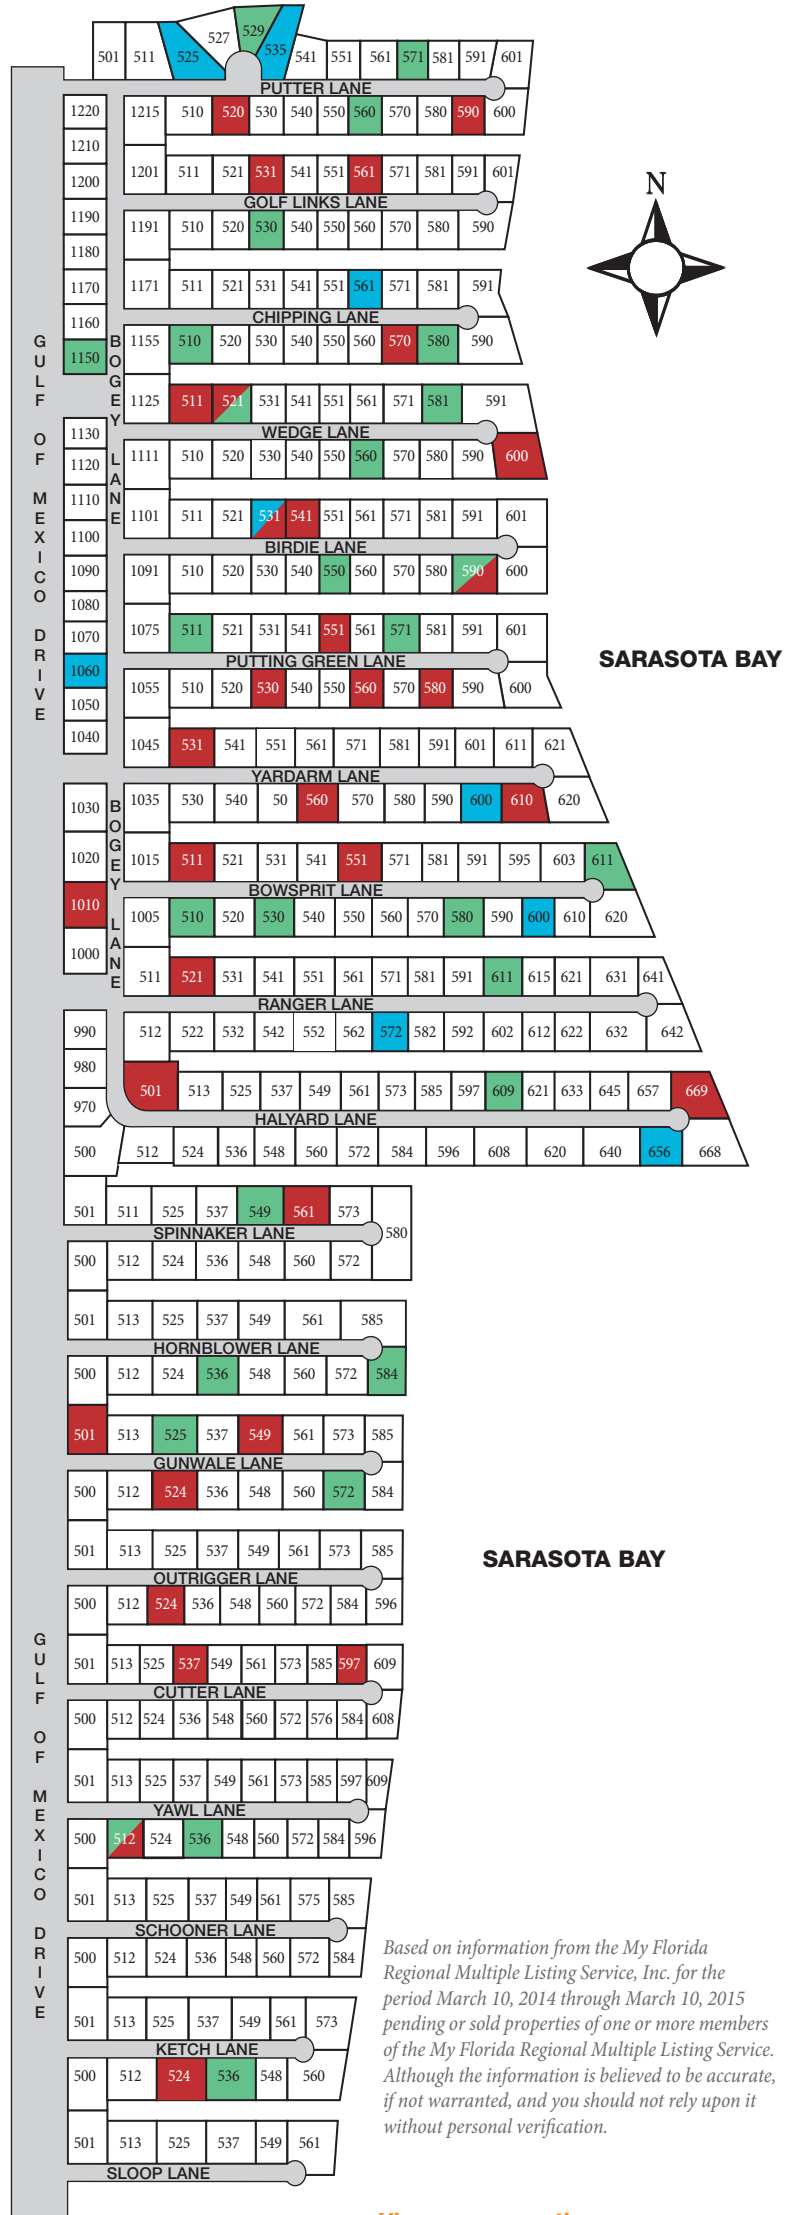 501 511 525 527 529 535 541 551 561 571 581 591 601
PUTTER LANE
1220 1215 510 520 530 540 550 560 570 580 590 600
1210
1200 1201 511 521 531 541 551 561 571 581 591 601
GOLF LINKS LANE
1190 1191 510 520 530 540 550 560 570 580 590
1180
1170 1171 511 521 531 541 551 561 571 581 591
CHIPPING LANE
1160
1150 1155 510 520 530 540 550 560 570 580 590
1125 511 521 531 541 551 561 571 581 591
WEDGE LANE
1130
1120 1111 510 520 530 540 550 560 570 580 590 600
1110 1101 511 521 531 541 551 561 571 581 591 601
1100
BIRDIE LANE
1090 1091 510 520 530 540 550 560 570 580 590 600
1080
1070 1075 511 521 531 541 551 561 571 581 591 601
PUTTING GREEN LANE
1060
1050 1055 510 520 530 540 550 560 570 580 590 600
1040 1045 531 541 551 561 571 581 591 601 611 621
YARDARM LANE
1030 1035 530 540 50 560 570 580 590 600 610 620
1020 1015 511 521 531 541 551 571 581 591 595 603 611
BOWSPRIT LANE
1010 1005 510 520 530 540 550 560 570 580 590 600 610 620
1000 511 521 531 541 551 561 571 581 591 611 615 621 631 641
RANGER LANE
990 512 522 532 542 552 562 572 582 592 602 612 622 632 642
980
970 501 513 525 537 549 561 573 585 597 609 621 633 645 657 669
HALYARD LANE
500 512 524 536 548 560 572 584 596 608 620 640 656 668
501 511 525 537 549 561 573 580
SPINNAKER LANE
500 512 524 536 548 560 572
501 513 525 537 549 561 585
HORNBLOWER LANE
500 512 524 536 548 560 572 584
501 513 525 537 549 561 573 585
GUNWALE LANE
500 512 524 536 548 560 572 584
501 513 525 537 549 561 573 585
OUTRIGGER LANE
500 512 524 536 548 560 572 584 596
501 513 525 537 549 561 573 585 597 609
CUTTER LANE
500 512 524 536 548 560 572 576 584 608
501 513 525 537 549 561 573 585 597 609
YAWL LANE
500 512 524 536 548 560 572 584 596
501 513 525 537 549 561 575 585
SCHOONER LANE
500 512 524 536 548 560 572 584
501 513 525 537 549 561 573
KETCH LANE
500 512 524 536 548 560
501 513 525 537 549 561
SLOOP LANE
GULF OF MEXICO DRIVE
BOGEY LANE
BOGEY LANE
GULF OF MEXICO DRIVE
N
SARASOTA BAY
SARASOTA BAY
Based on information from the My Florida
Regional Multiple Listing Service, Inc. for the
period March 10, 2014 through March 10, 2015
pending or sold properties of one or more members
of the My Florida Regional Multiple Listing Service.
Although the information is believed to be accurate,
if not warranted, and you should not rely upon it
without personal verification.